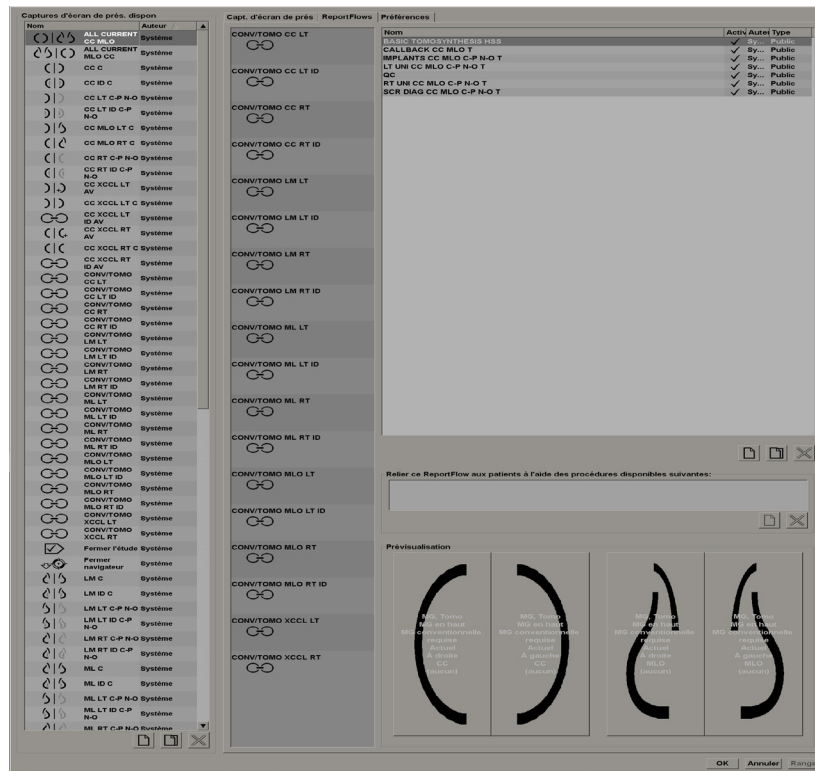 Captures d'écran de prés. dispon
Nom Auteur
ALL CURRENT CC MLO Système
ALL CURRENT MLO CC Système
CC C Système
CC ID C Système
CC LT C-P N-O Système
CC LT ID C-P N-O Système
CC MLO LT C Système
CC MLO RT C Système
CC RT C-P N-O Système
CC RT ID C-P N-O Système
CC XCCL LT AV Système
CC XCCL LT C Système
CC XCCL LT ID AV Système
CC XCCL RT AV Système
CC XCCL RT C Système
CC XCCL RT ID AV Système
CONV/TOMO CC LT Système
CONV/TOMO CC LT ID Système
CONV/TOMO CC RT Système
CONV/TOMO CC RT ID Système
CONV/TOMO LM LT Système
CONV/TOMO LM LT ID Système
CONV/TOMO LM RT Système
CONV/TOMO LM RT ID Système
CONV/TOMO ML LT Système
CONV/TOMO ML LT ID Système
CONV/TOMO ML RT Système
CONV/TOMO ML RT ID Système
CONV/TOMO MLO LT Système
CONV/TOMO MLO LT ID Système
CONV/TOMO MLO RT Système
CONV/TOMO MLO RT ID Système
CONV/TOMO XCCL LT Système
CONV/TOMO XCCL RT Système
Fermer l'étude Système
Fermer navigateur Système
LM C Système
LM ID C Système
LM LT C-P N-O Système
LM LT ID C-P N-O Système
LM RT C-P N-O Système
LM RT ID C-P N-O Système
ML C Système
ML ID C Système
ML LT C-P N-O Système
ML LT ID C-P N-O Système
ML RT C-P N-O Système
Capt. d'écran de prés ReportFlows Préférences
CONV/TOMO CC LT
CONV/TOMO CC LT ID
CONV/TOMO CC RT
CONV/TOMO CC RT ID
CONV/TOMO LM LT
CONV/TOMO LM LT ID
CONV/TOMO LM RT
CONV/TOMO LM RT ID
CONV/TOMO ML LT
CONV/TOMO ML LT ID
CONV/TOMO ML RT
CONV/TOMO ML RT ID
CONV/TOMO MLO LT
CONV/TOMO MLO LT ID
CONV/TOMO MLO RT
CONV/TOMO MLO RT ID
CONV/TOMO XCCL LT
CONV/TOMO XCCL RT
Nom Activ Auteu Type
BASIC TOMOSYNTHESIS HSS Sy... Public
CALLBACK CC MLO T Sy... Public
IMPLANTS CC MLO C-P N-O T Sy... Public
LT UNI CC MLO C-P N-O T Sy... Public
QC Sy... Public
RT UNI CC MLO C-P N-O T Sy... Public
SCR DIAG CC MLO C-P N-O T Sy... Public
Relier ce ReportFlow aux patients à l'aide des procédures disponibles suivantes:
Prévisualisation
MG, Tomo
MG en haut
MG conventionnelle
requise
Actuel
À droite
CC
(aucun)
MG, Tomo
MG en haut
MG conventionnelle
requise
Actuel
À gauche
CC
(aucun)
MG, Tomo
MG en haut
MG conventionnelle
requise
Actuel
À droite
MLO
(aucun)
MG, Tomo
MG en haut
MG conventionnelle
requise
Actuel
À gauche
MLO
(aucun)
OK Annuler Range